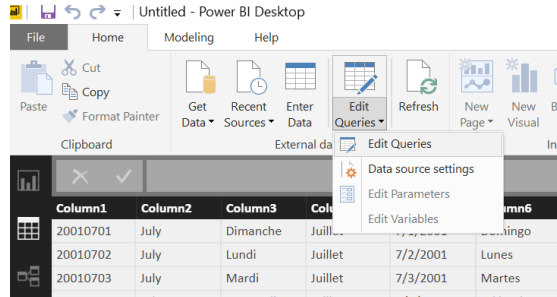 Untitled - Power BI Desktop
File Home Modeling Help
Paste
Cut
Copy
Format Painter
Clipboard
Get Data
Recent Sources
Enter Data
Edit Queries
Refresh
New Page
New Visual
External da
In
Edit Queries
Data source settings
Edit Parameters
Edit Variables
Column1 Column2 Column3 Colu mn6
20010701 July Dimanche Juillet 7/1/2001 Domingo
20010702 July Lundi Juillet 7/2/2001 Lunes
20010703 July Mardi Juillet 7/3/2001 Martes